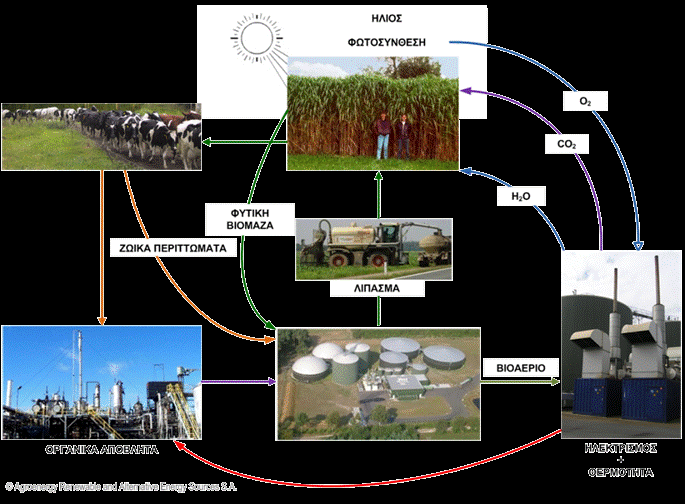 ΗΛΙΟΣ
ΦΩΤΟΣΥΝΘΕΣΗ
O2
CO2
H2O
ΦΥΤΙΚΗ
ΒΙΟΜΑΖΑ
ΖΩΙΚΑ ΠΕΡΙΤΤΩΜΑΤΑ
ΛΙΠΑΣΜΑ
ΒΙΟΑΕΡΙΟ
ΟΡΓΑΝΙΚΑ ΑΠΟΒΛΗΤΑ
ΗΛΕΚΤΡΙΣΜΟΣ
+
ΘΕΡΜΟΤΗΤΑ
© Agroenergy Renewable and Alternative Energy Sources S.A.